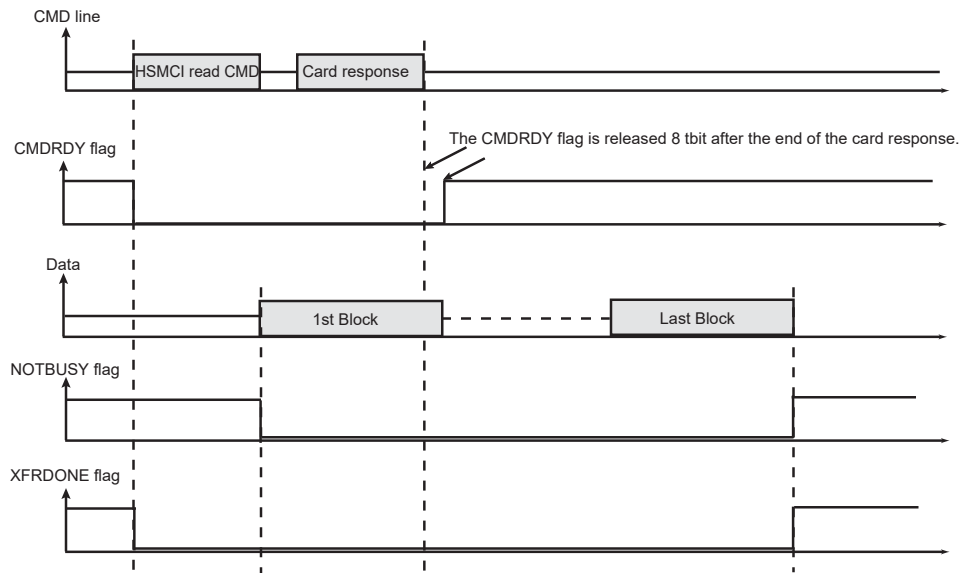 CMD line
HSMCI read CMD
Card response
The CMDRDY flag is released 8 tbit after the end of the card response.
CMDRDY flag
Data
1st Block
Last Block
NOTBUSY flag
XFRDONE flag